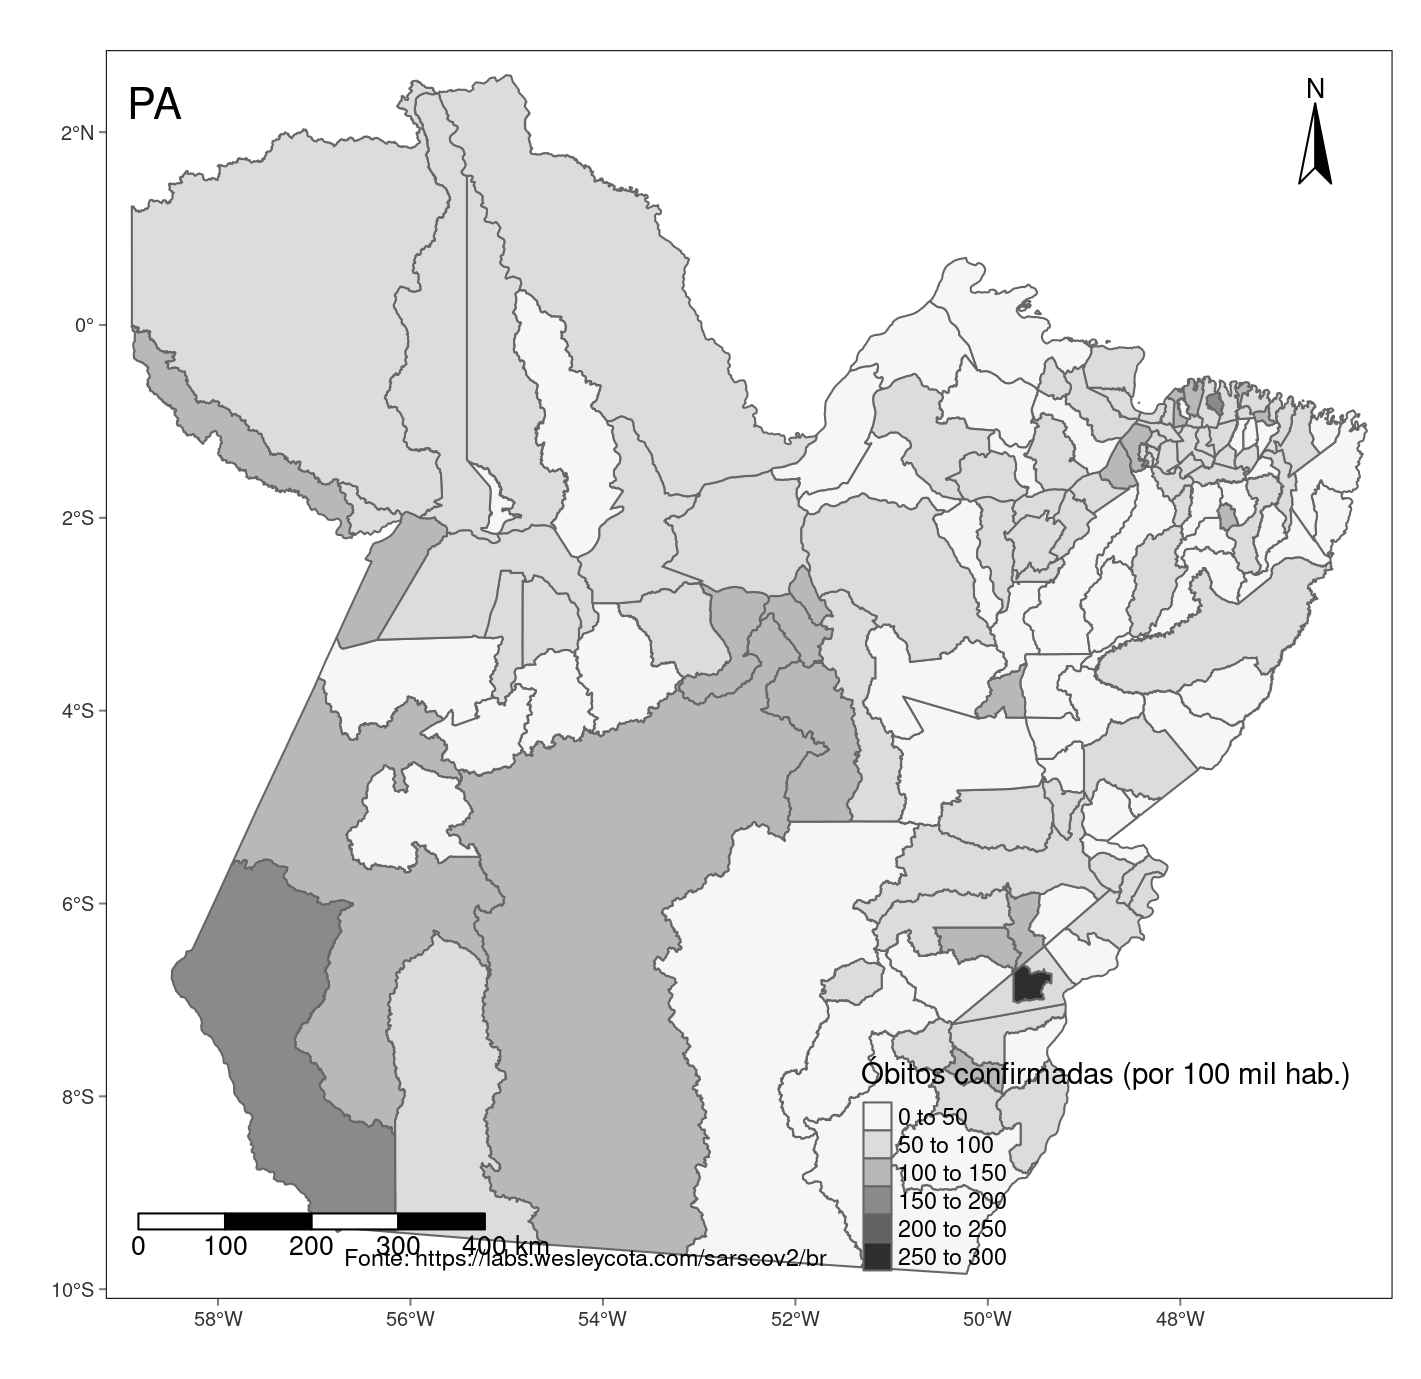 PA
N
2°N
0°
2°S
4°S
6°S
8°S
10°S
Óbitos confirmadas (por 100 mil hab.)
0 to 50
50 to 100
100 to 150
150 to 200
200 to 250
250 to 300
0 100 200 300 400 km
Fonte: https://labs.wesleycota.com/sarscov2/br
58°W 56°W 54°W 52°W 50°W 48°W